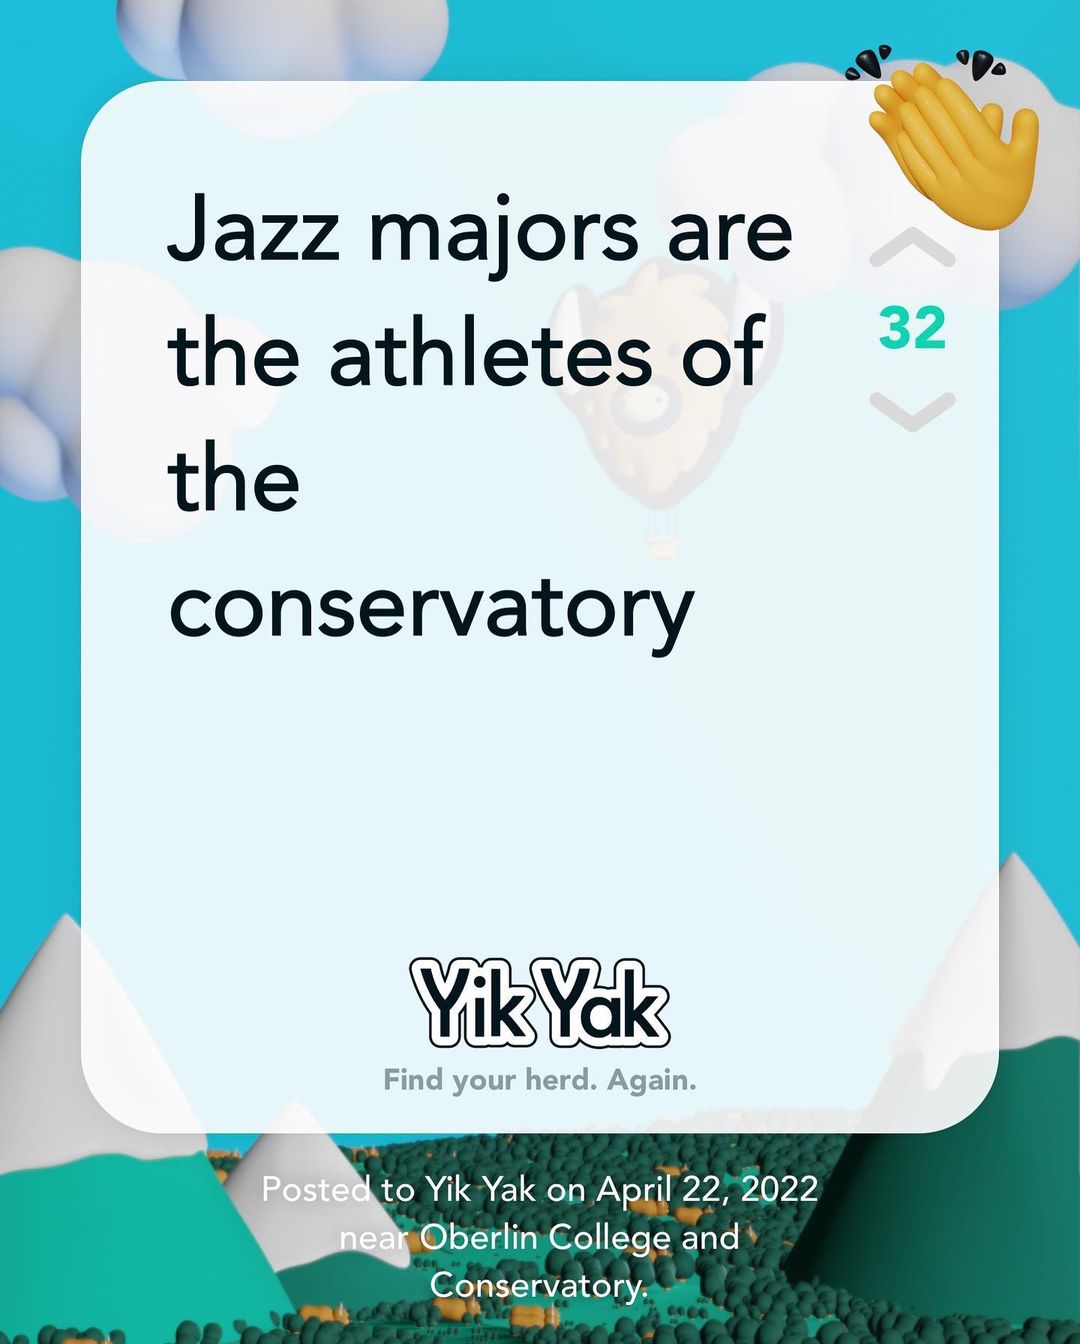 Jazz majors are
the athletes of
the
conservatory
32
Yik Yak
Find your herd. Again.
Posted to Yik Yak on April 22, 2022
near Oberlin College and
Conservatory.